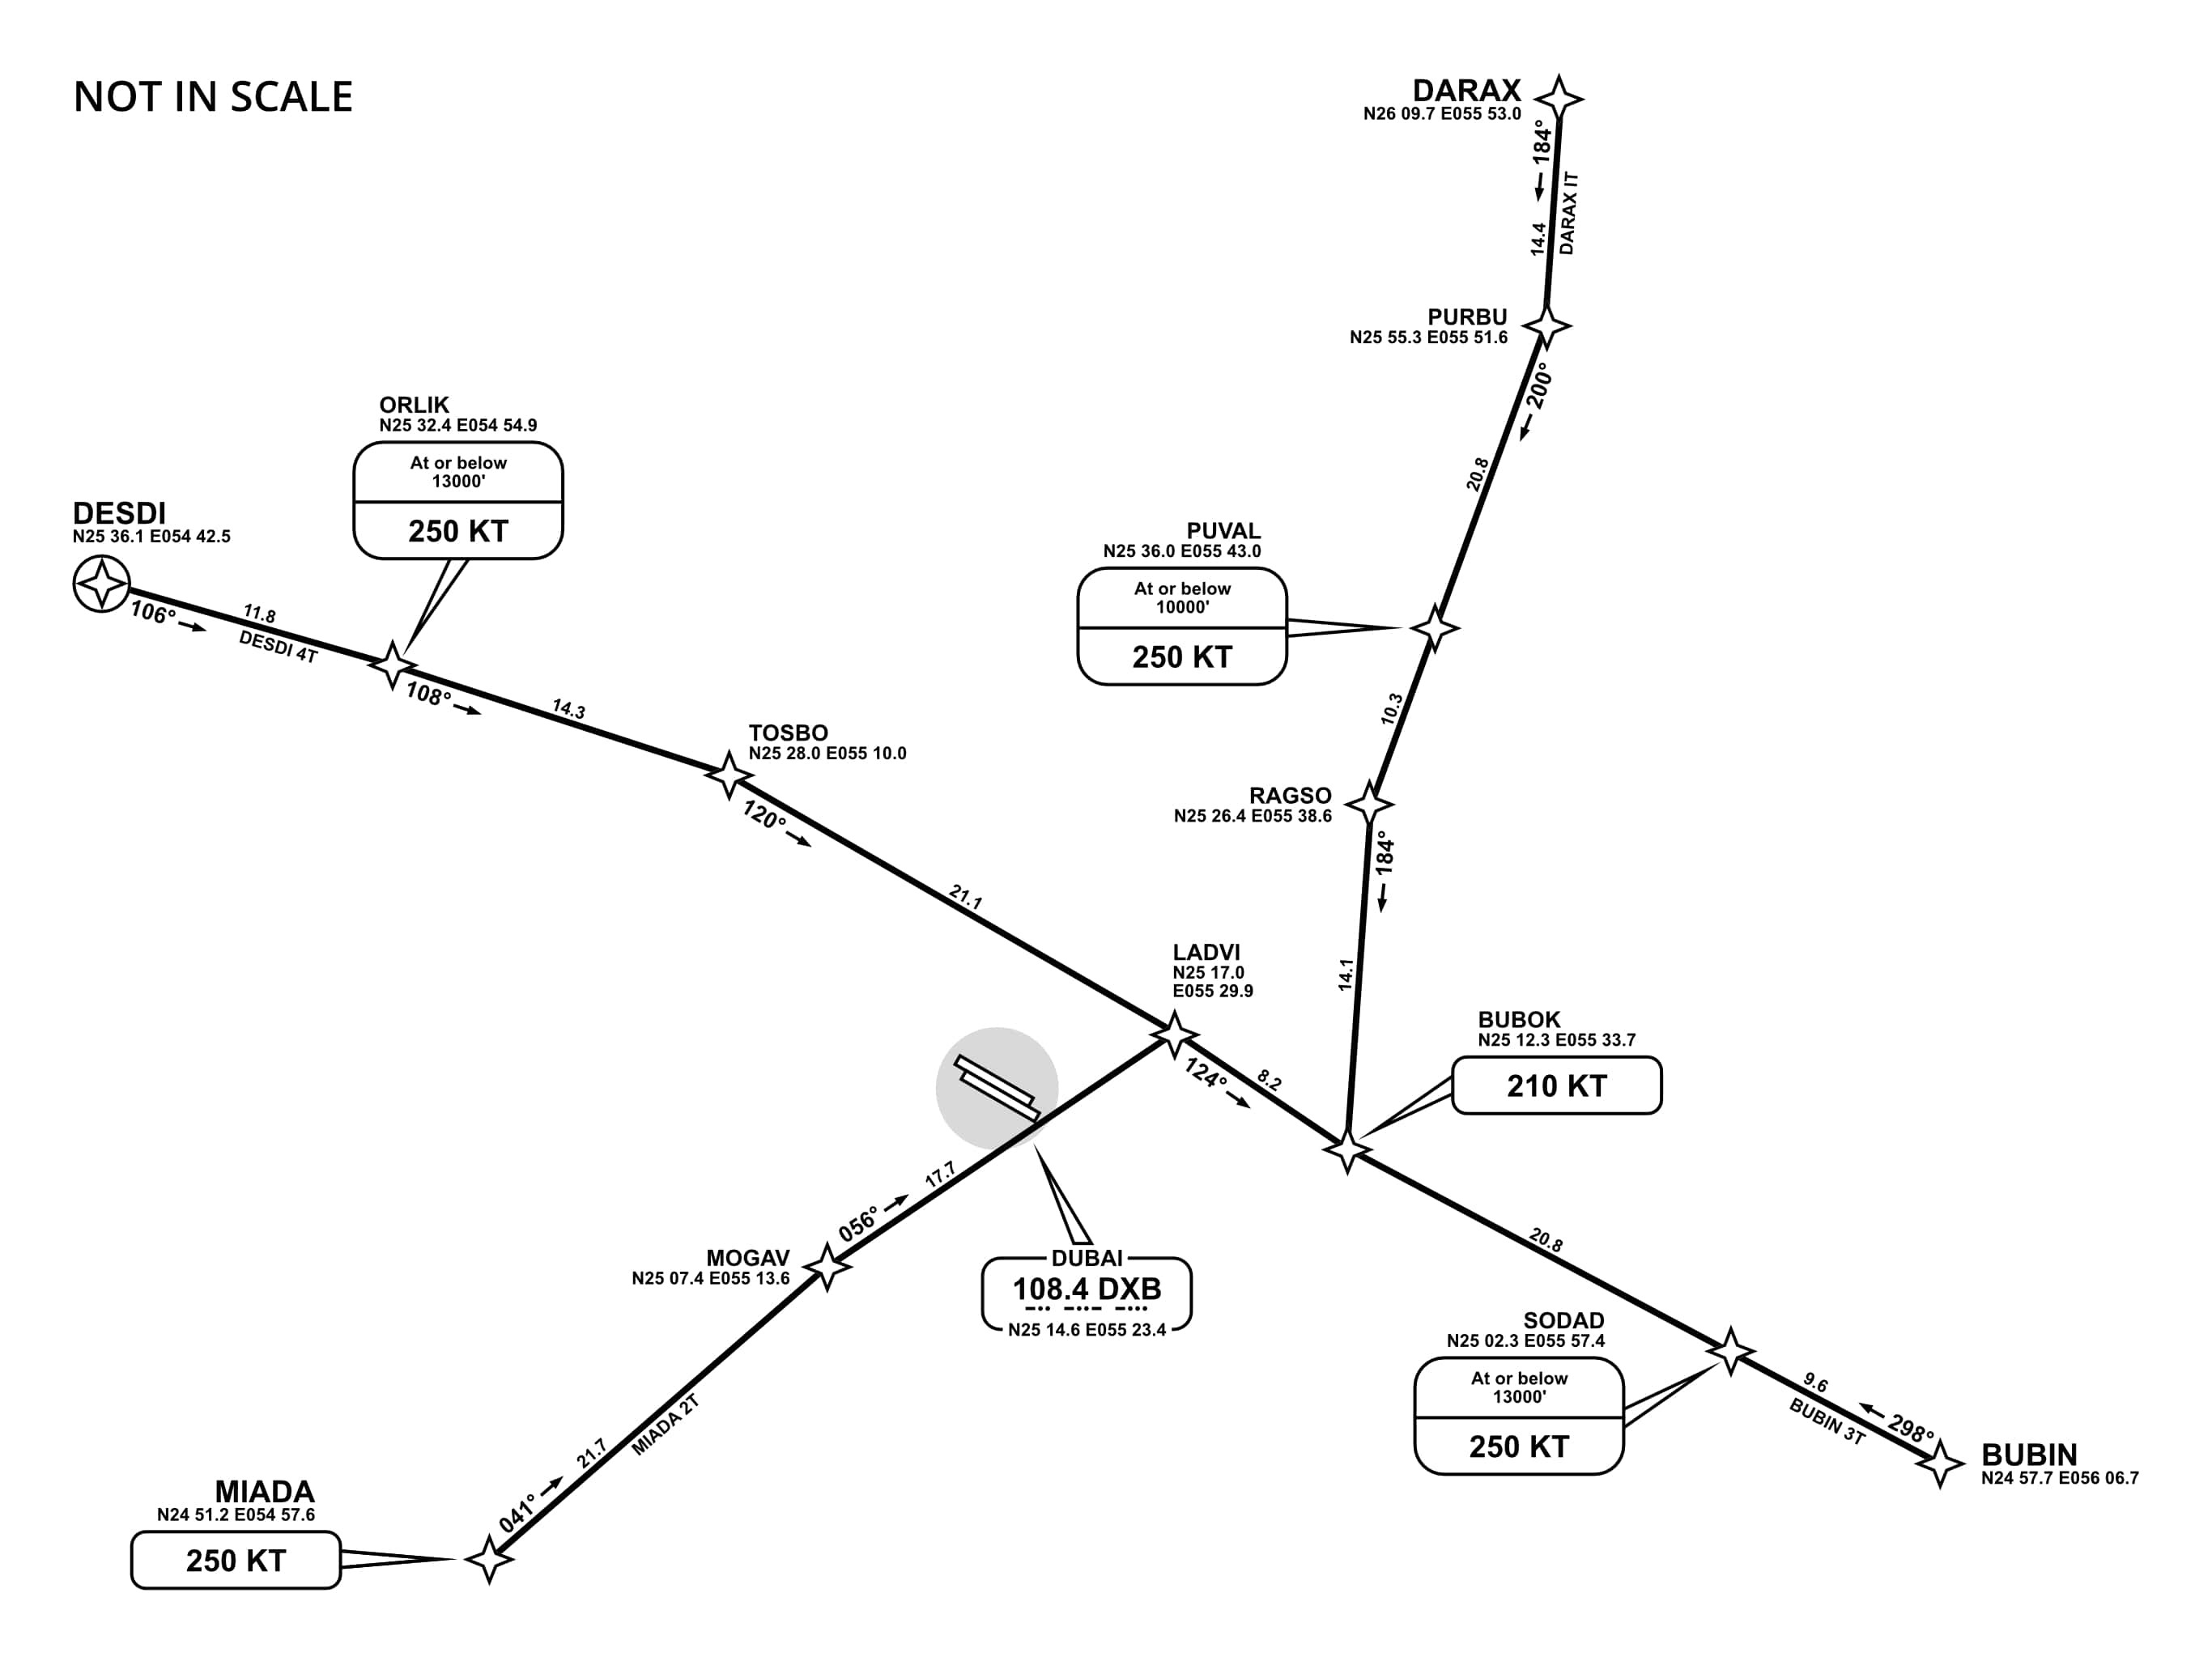 NOT IN SCALE
DARAX
N26 09.7 E055 53.0
184°
14.4
DARAX IT
PURBU
N25 55.3 E055 51.6
200°
20.8
ORLIK
N25 32.4 E054 54.9
At or below
13000'
250 KT
DESDI
N25 36.1 E054 42.5
106°
11.8
DESDI 4T
108°
14.3
PUVAL
N25 36.0 E055 43.0
At or below
10000'
250 KT
10.3
TOSBO
N25 28.0 E055 10.0
120°
21.1
RAGSO
N25 26.4 E055 38.6
184°
14.1
LADVI
N25 17.0
E055 29.9
124°
8.2
BUBOK
N25 12.3 E055 33.7
210 KT
20.8
MOGAV
N25 07.4 E055 13.6
056°
17.7
DUBAI
108.4 DXB
N25 14.6 E055 23.4
SODAD
N25 02.3 E055 57.4
At or below
13000'
250 KT
9.6
BUBIN 3T
298°
BUBIN
N24 57.7 E056 06.7
MIADA
N24 51.2 E054 57.6
250 KT
041°
21.7
MIADA 2T